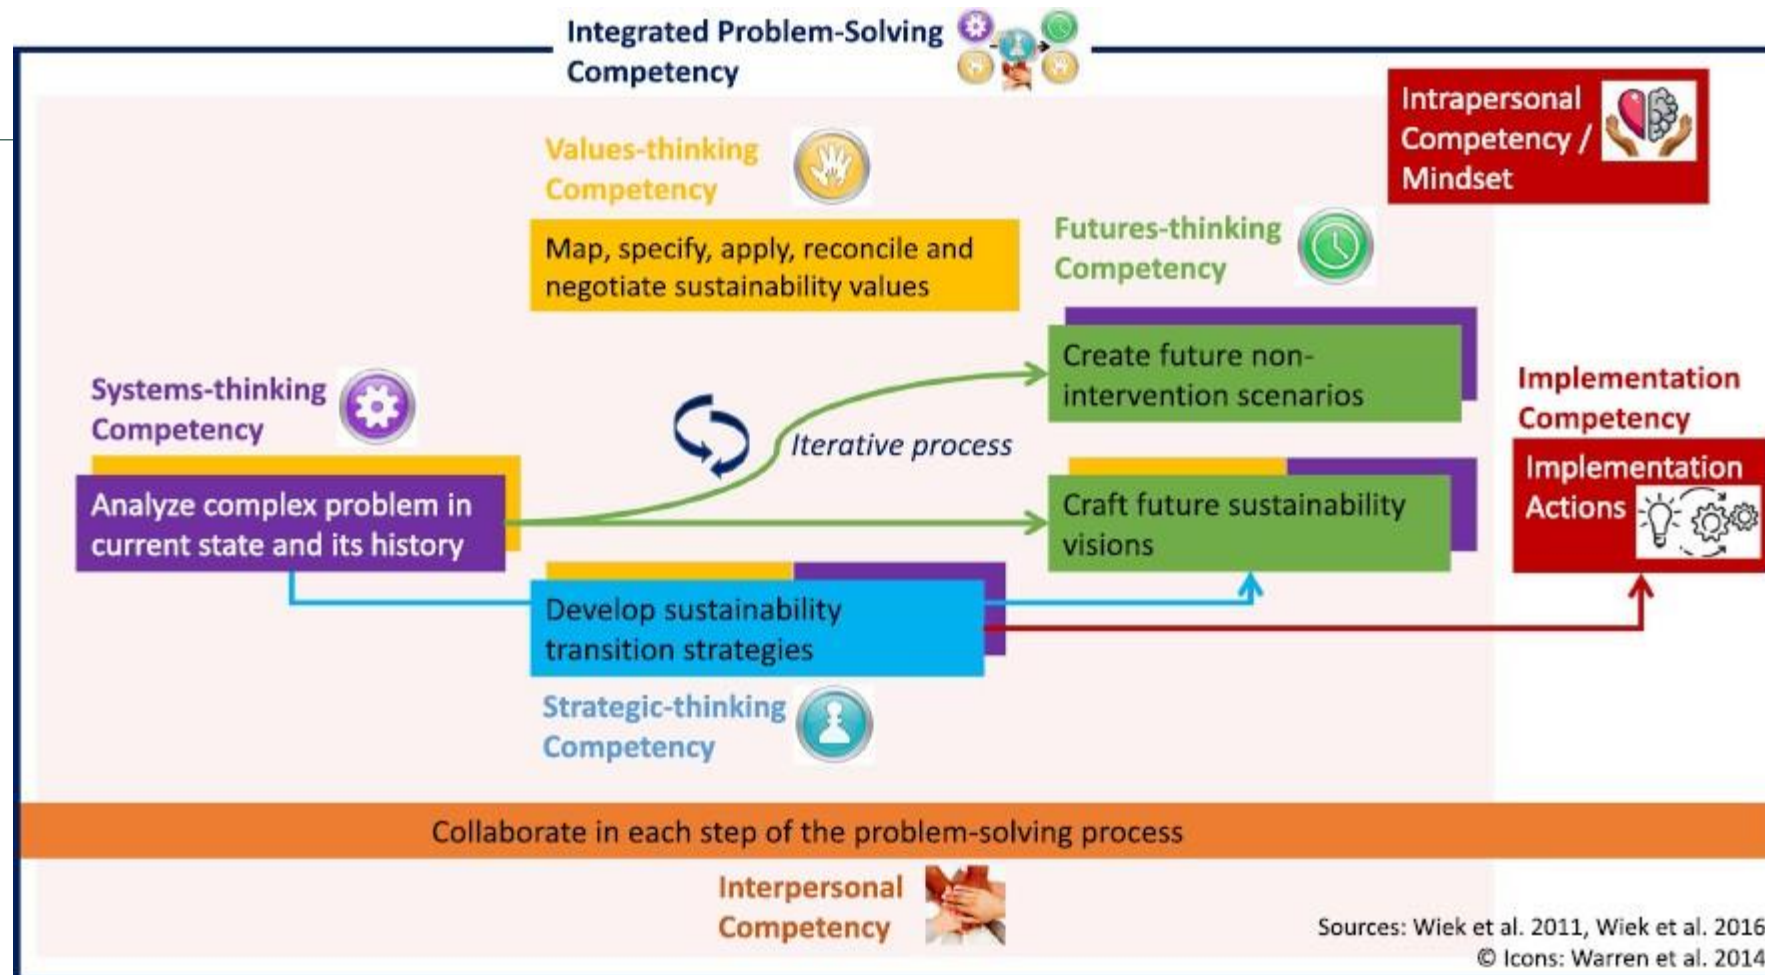 Integrated Problem-Solving
Competency
Intrapersonal
Competency /
Mindset
Values-thinking
Competency
Map, specify, apply, reconcile and
negotiate sustainability values
Futures-thinking
Competency
Create future non-
intervention scenarios
Systems-thinking
Competency
Iterative process
Implementation
Competency
Analyze complex problem in
current state and its history
Craft future sustainability
visions
Implementation
Actions
Develop sustainability
transition strategies
Strategic-thinking
Competency
Collaborate in each step of the problem-solving process
Interpersonal
Competency
Sources: Wiek et al. 2011, Wiek et al. 2016
© Icons: Warren et al. 2014